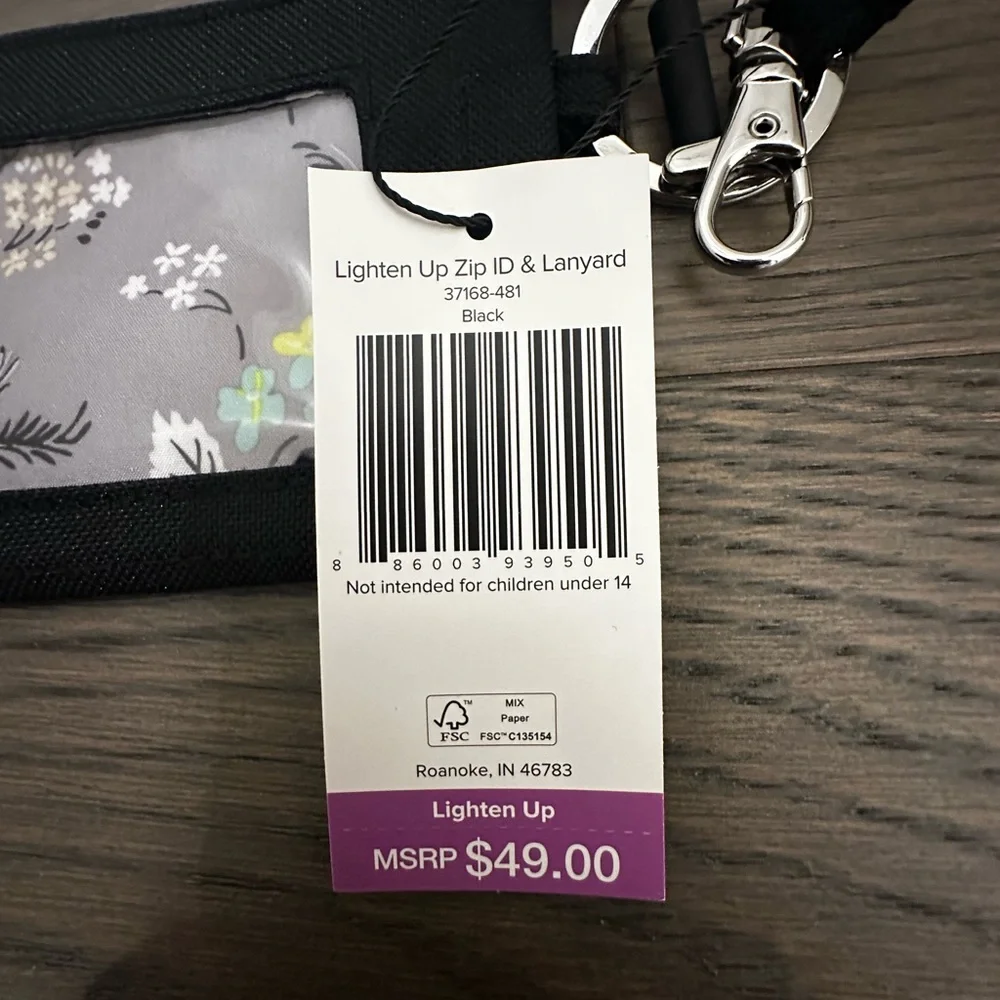 Lighten Up Zip ID & Lanyard
37168-481
Black
8 86003 93950 5
Not intended for children under 14
FSC™
MIX
Paper
FSC™ C135154
Roanoke, IN 46783
Lighten Up
MSRP $49.00